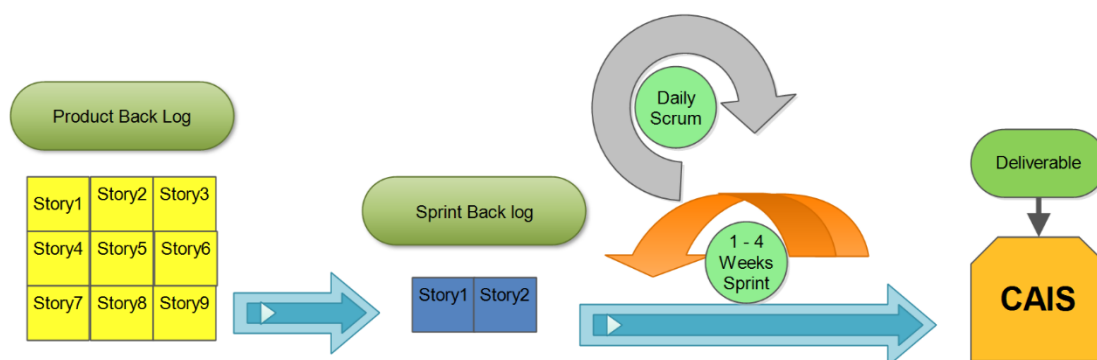 Product Back Log
Story1
Story2
Story3
Story4
Story5
Story6
Story7
Story8
Story9
Sprint Back log
Story1
Story2
Daily
Scrum
1 - 4
Weeks
Sprint
Deliverable
CAIS